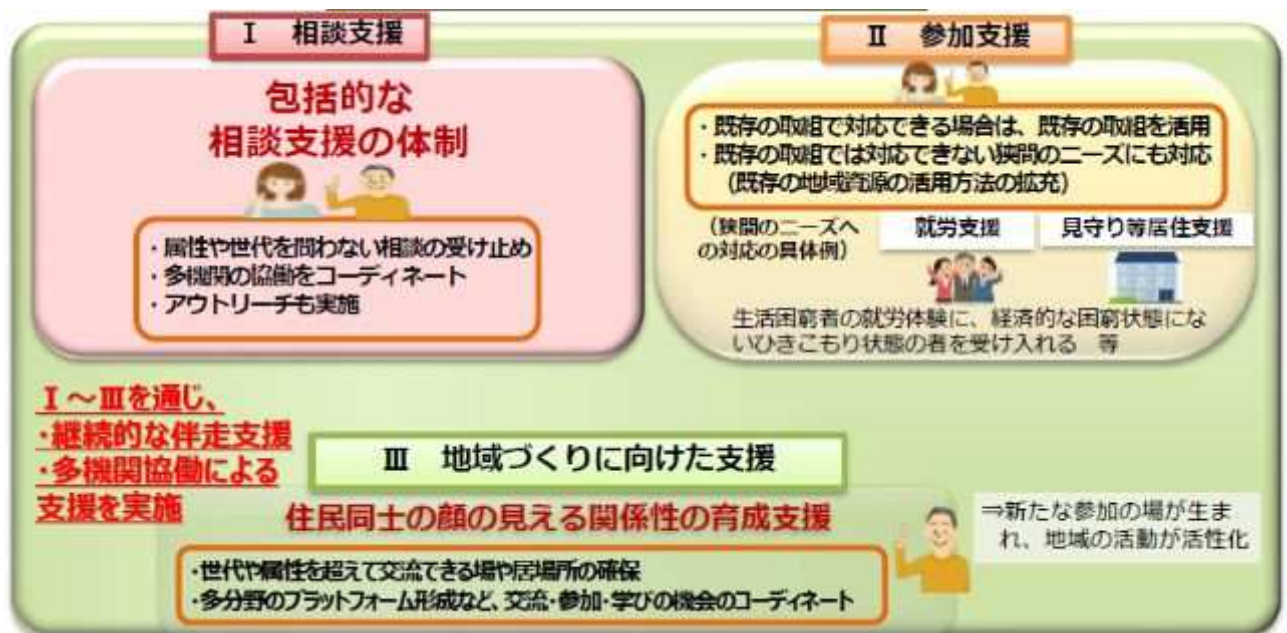 Ⅰ 相談支援
包括的な
相談支援の体制
・属性や世代を問わない相談の受け止め
・多機関の協働をコーディネート
・アウトリーチも実施
Ⅱ 参加支援
・既存の取組で対応できる場合は、既存の取組を活用
・既存の取組では対応できない狭間のニーズにも対応
（既存の地域資源の活用方法の拡充）
（狭間のニーズへ
の対応の具体例）
就労支援
見守り等居住支援
生活困窮者の就労体験に、経済的な困窮状態にな
いひきこもり状態の者を受け入れる 等
Ⅰ～Ⅲを通じ、
・継続的な伴走支援
・多機関協働による
支援を実施
Ⅲ 地域づくりに向けた支援
住民同士の顔の見える関係性の育成支援
・世代や属性を超えて交流できる場や居場所の確保
・多分野のプラットフォーム形成など、交流・参加・学びの機会のコーディネート
⇒新たな参加の場が生ま
れ、地域の活動が活性化